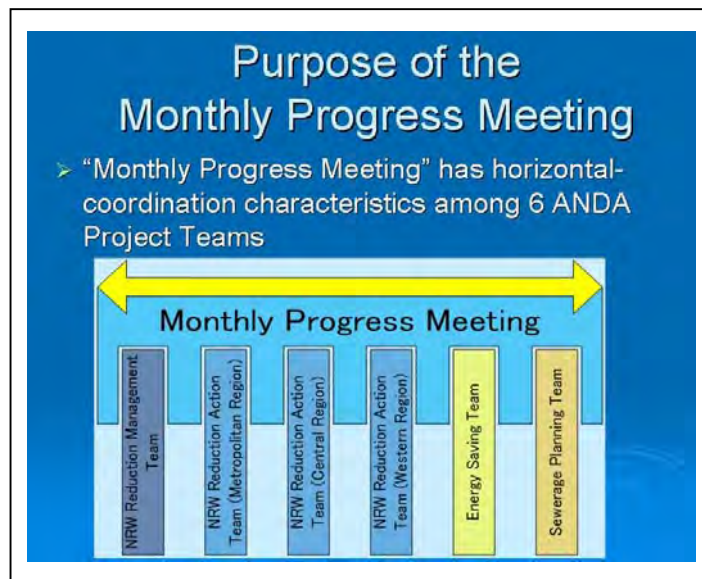 Purpose of the
Monthly Progress Meeting
➢ “Monthly Progress Meeting” has horizontal-
coordination characteristics among 6 ANDA
Project Teams
Monthly Progress Meeting
NRW Reduction Management
Team
NRW Reduction Action
Team (Metropolitan Region)
NRW Reduction Action
Team (Central Region)
NRW Reduction Action
Team (Western Region)
Energy Saving Team
Sewerage Planning Team